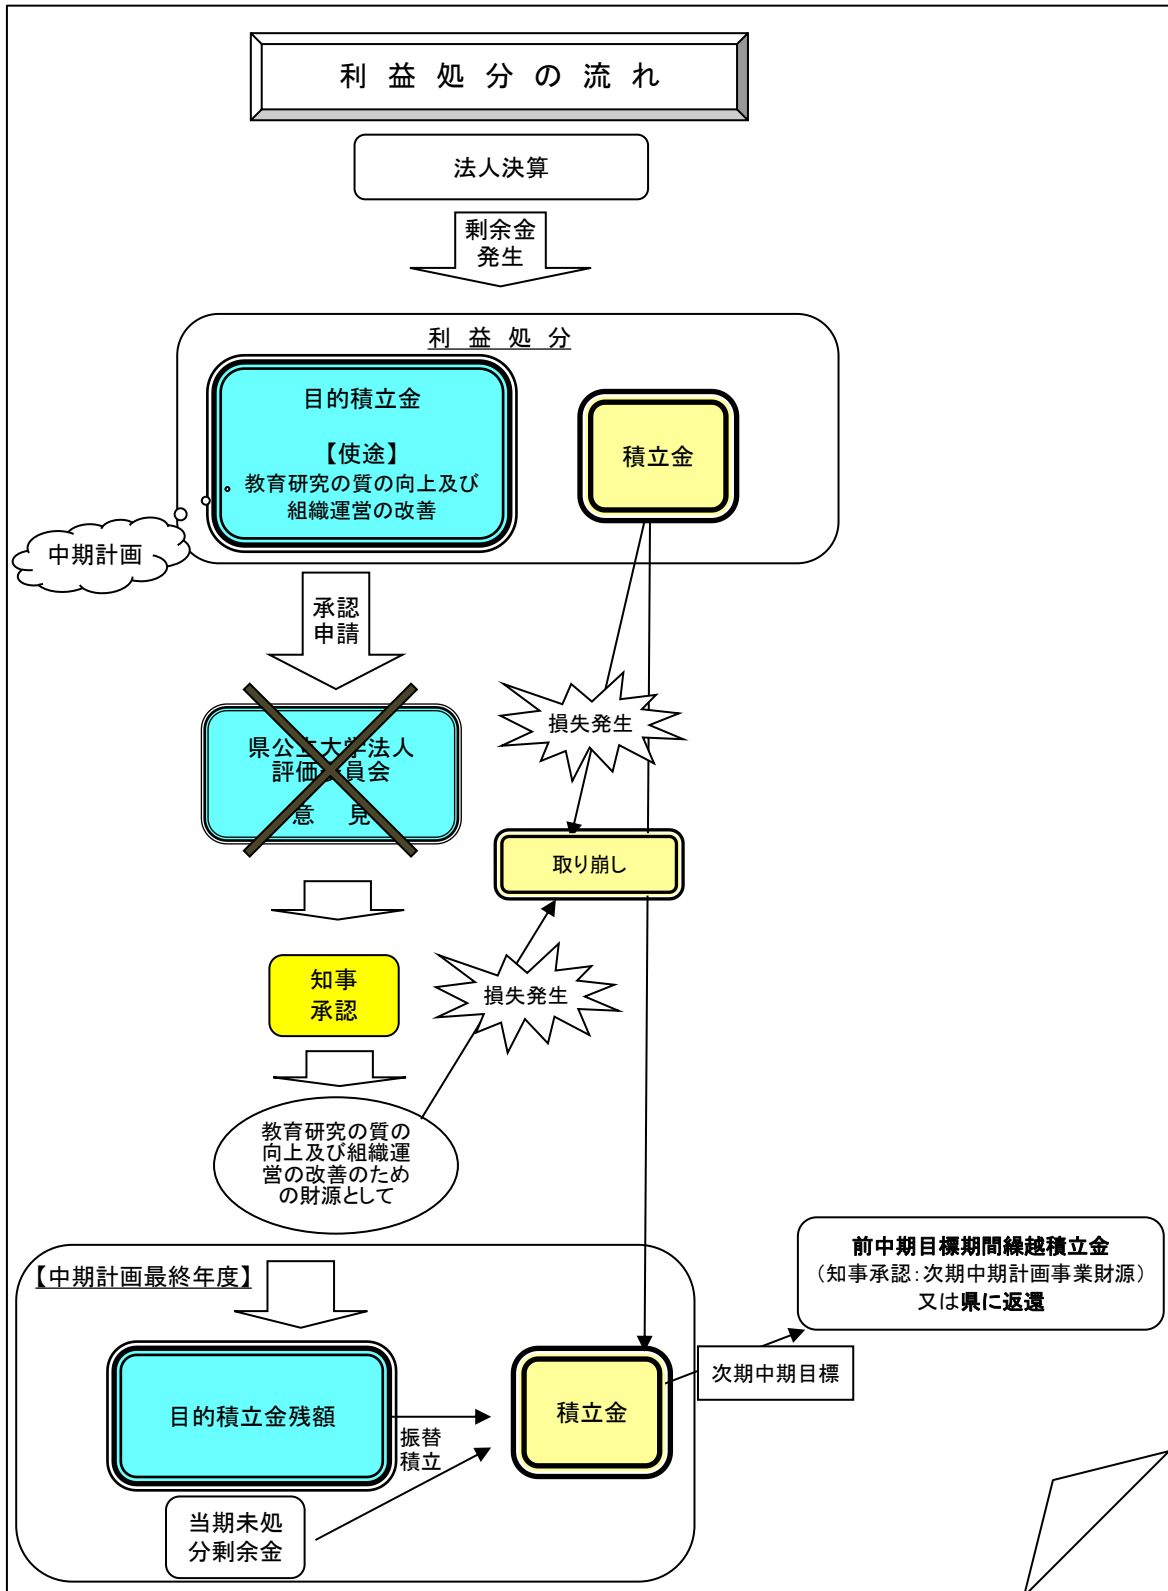 利益処分の流れ
法人決算
剰余金
発生
利益処分
目的積立金
【使途】
。教育研究の質の向上及び
組織運営の改善
積立金
中期計画
承認
申請
県公立大学法人
評価委員会
意見
損失発生
取り崩し
知事
承認
損失発生
教育研究の質の
向上及び組織運
営の改善のため
の財源として
【中期計画最終年度】
前中期目標期間繰越積立金
（知事承認：次期中期計画事業財源）
又は県に返還
次期中期目標
目的積立金残額
振替
積立
積立金
当期未処
分剰余金